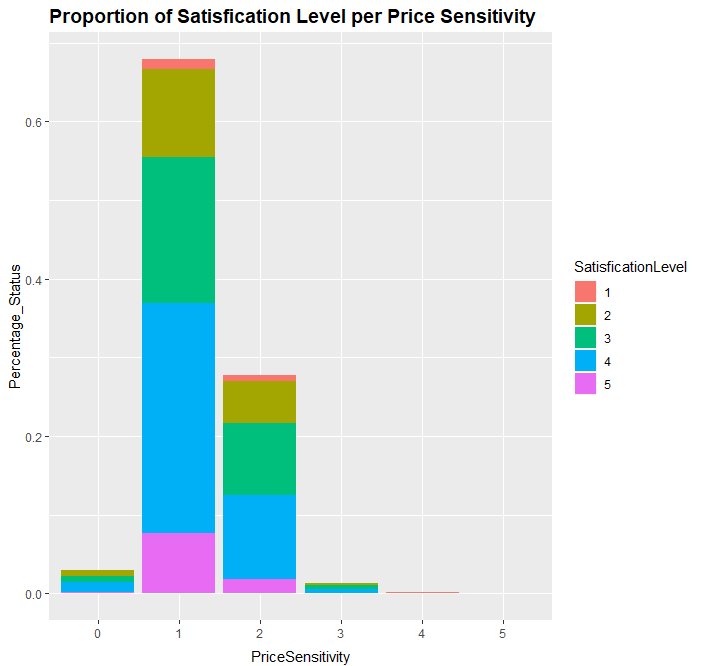 Proportion of Satisfication Level per Price Sensitivity
Percentage_Status
0.6
0.4
0.2
0.0
0 1 2 3 4 5
PriceSensitivity
SatisficationLevel
1
2
3
4
5